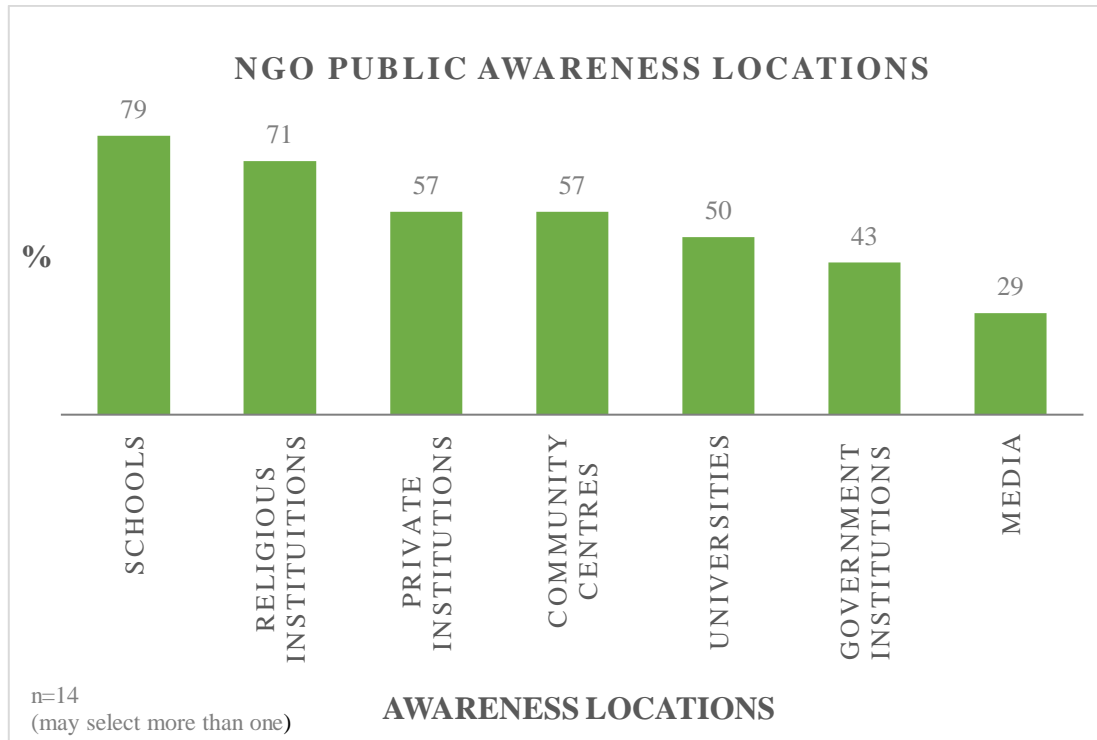 NGO PUBLIC AWARENESS LOCATIONS
79
71
57
57
50
43
29
%
SCHOOLS
RELIGIOUS
INSTITUITIONS
PRIVATE
INSTITUTIONS
COMMUNITY
CENTRES
UNIVERSITIES
GOVERNMENT
INSTITUTIONS
MEDIA
n=14
(may select more than one)
AWARENESS LOCATIONS